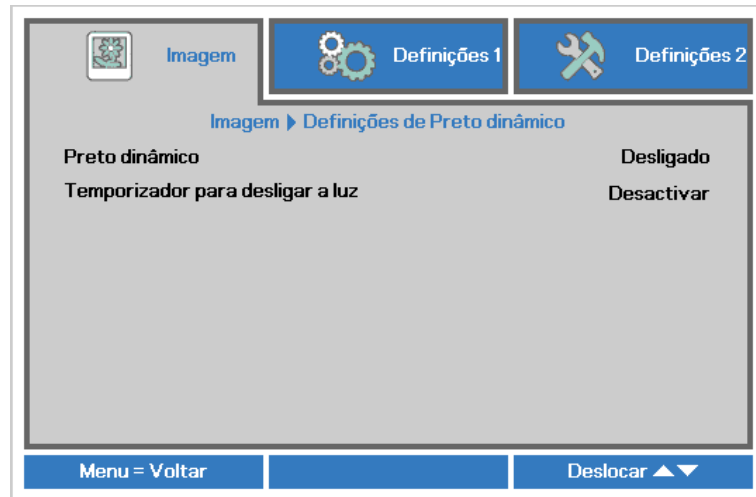 Imagem
Definições 1
Definições 2
Imagem Definições de Preto dinâmico
Preto dinâmico Desligado
Temporizador para desligar a luz Desactivar
Menu = Voltar
Deslocar